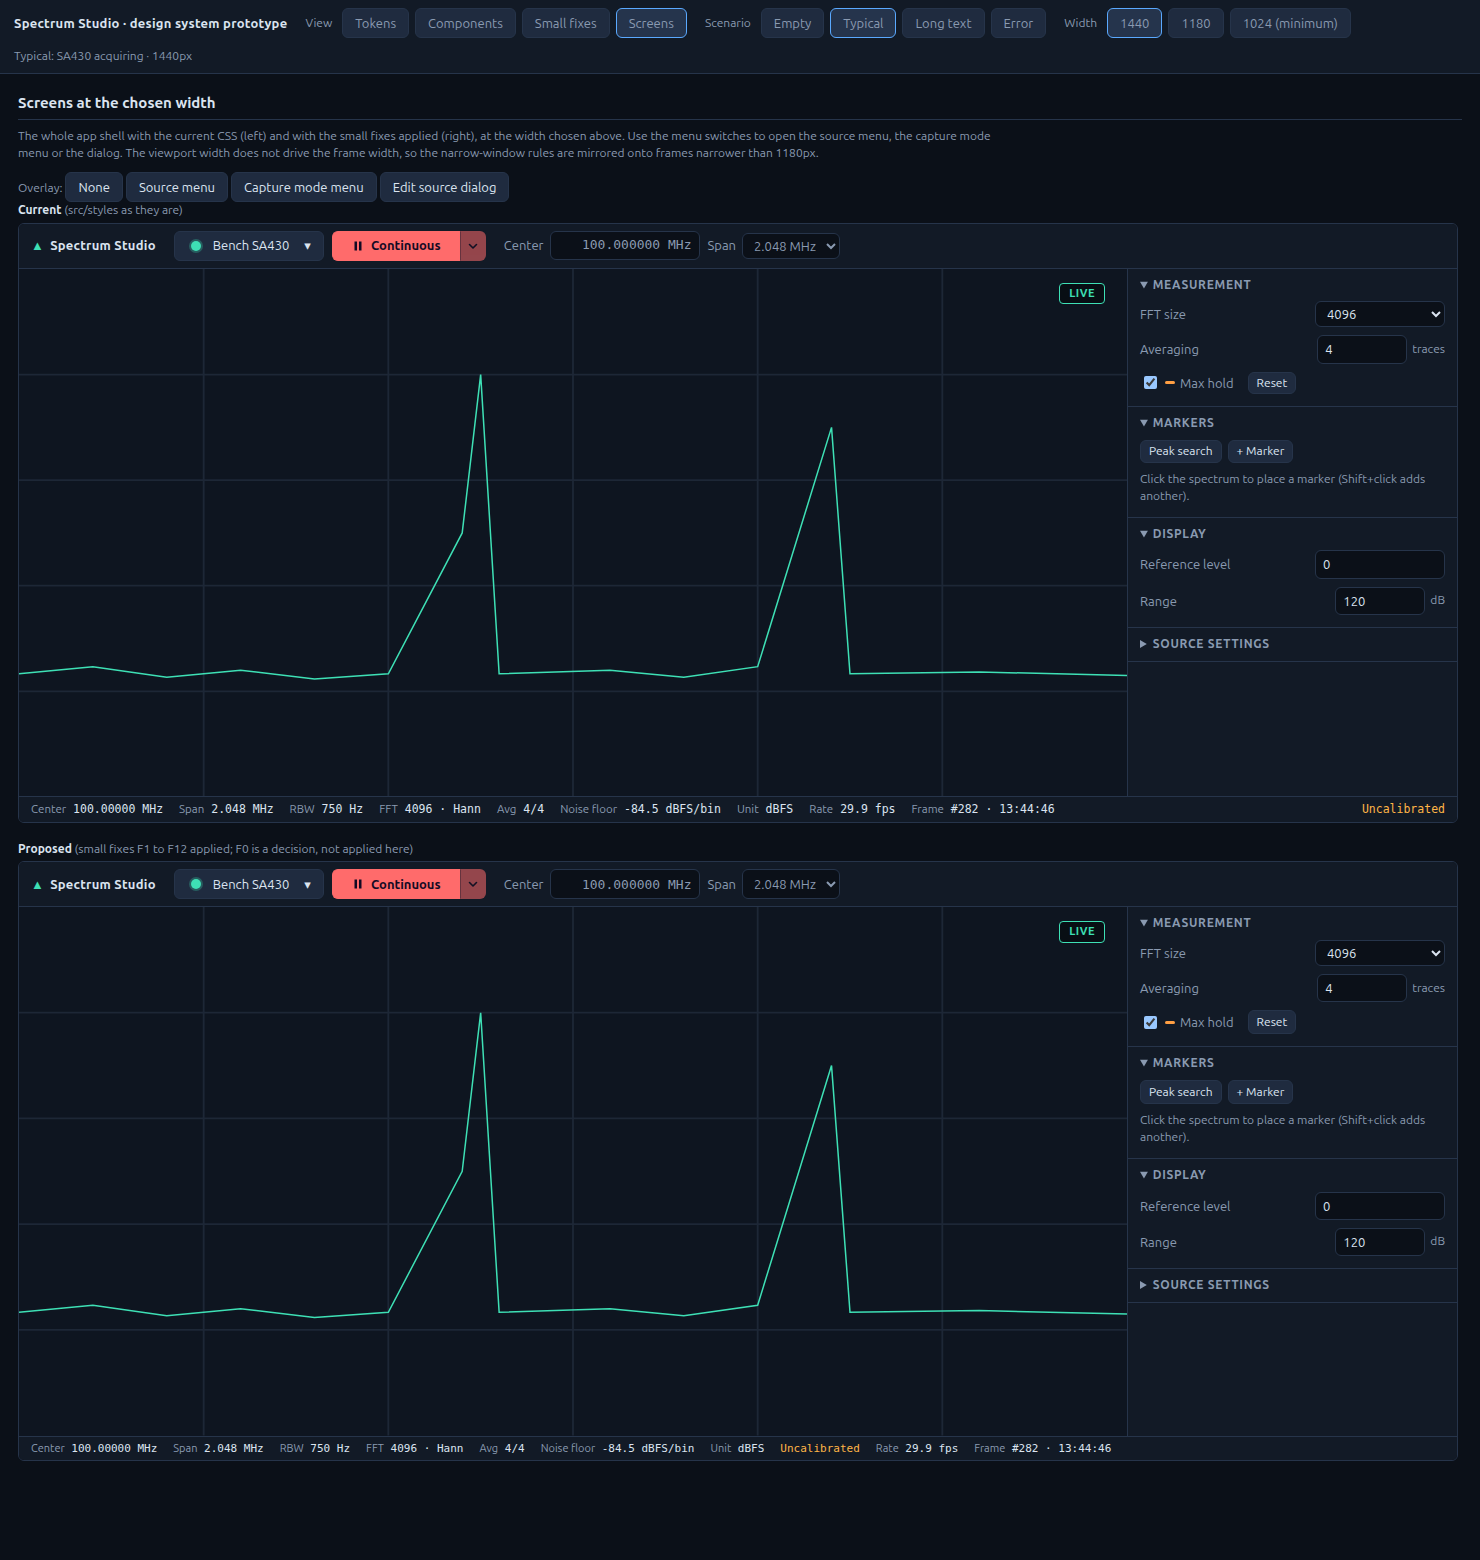 Spectrum Studio · design system prototype View Tokens Components Small fixes Screens Scenario Empty Typical Long text Error Width 1440 1180 1024 (minimum)
Typical: SA430 acquiring · 1440px
Screens at the chosen width
The whole app shell with the current CSS (left) and with the small fixes applied (right), at the width chosen above. Use the menu switches to open the source menu, the capture mode
menu or the dialog. The viewport width does not drive the frame width, so the narrow-window rules are mirrored onto frames narrower than 1180px.
Overlay: None Source menu Capture mode menu Edit source dialog
Current (src/styles as they are)
▲ Spectrum Studio Bench SA430 ▼ Continuous Center 100.000000 MHz Span 2.048 MHz
LIVE
▼ MEASUREMENT
FFT size 4096
Averaging 4 traces
Max hold Reset
▼ MARKERS
Peak search + Marker
Click the spectrum to place a marker (Shift+click adds
another).
▼ DISPLAY
Reference level 0
Range 120 dB
▶ SOURCE SETTINGS
Center 100.00000 MHz Span 2.048 MHz RBW 750 Hz FFT 4096 · Hann Avg 4/4 Noise floor -84.5 dBFS/bin Unit dBFS Rate 29.9 fps Frame #282 · 13:44:46 Uncalibrated
Proposed (small fixes F1 to F12 applied; F0 is a decision, not applied here)
▲ Spectrum Studio Bench SA430 ▼ Continuous Center 100.000000 MHz Span 2.048 MHz
LIVE
▼ MEASUREMENT
FFT size 4096
Averaging 4 traces
Max hold Reset
▼ MARKERS
Peak search + Marker
Click the spectrum to place a marker (Shift+click adds
another).
▼ DISPLAY
Reference level 0
Range 120 dB
▶ SOURCE SETTINGS
Center 100.00000 MHz Span 2.048 MHz RBW 750 Hz FFT 4096 · Hann Avg 4/4 Noise floor -84.5 dBFS/bin Unit dBFS Uncalibrated Rate 29.9 fps Frame #282 · 13:44:46